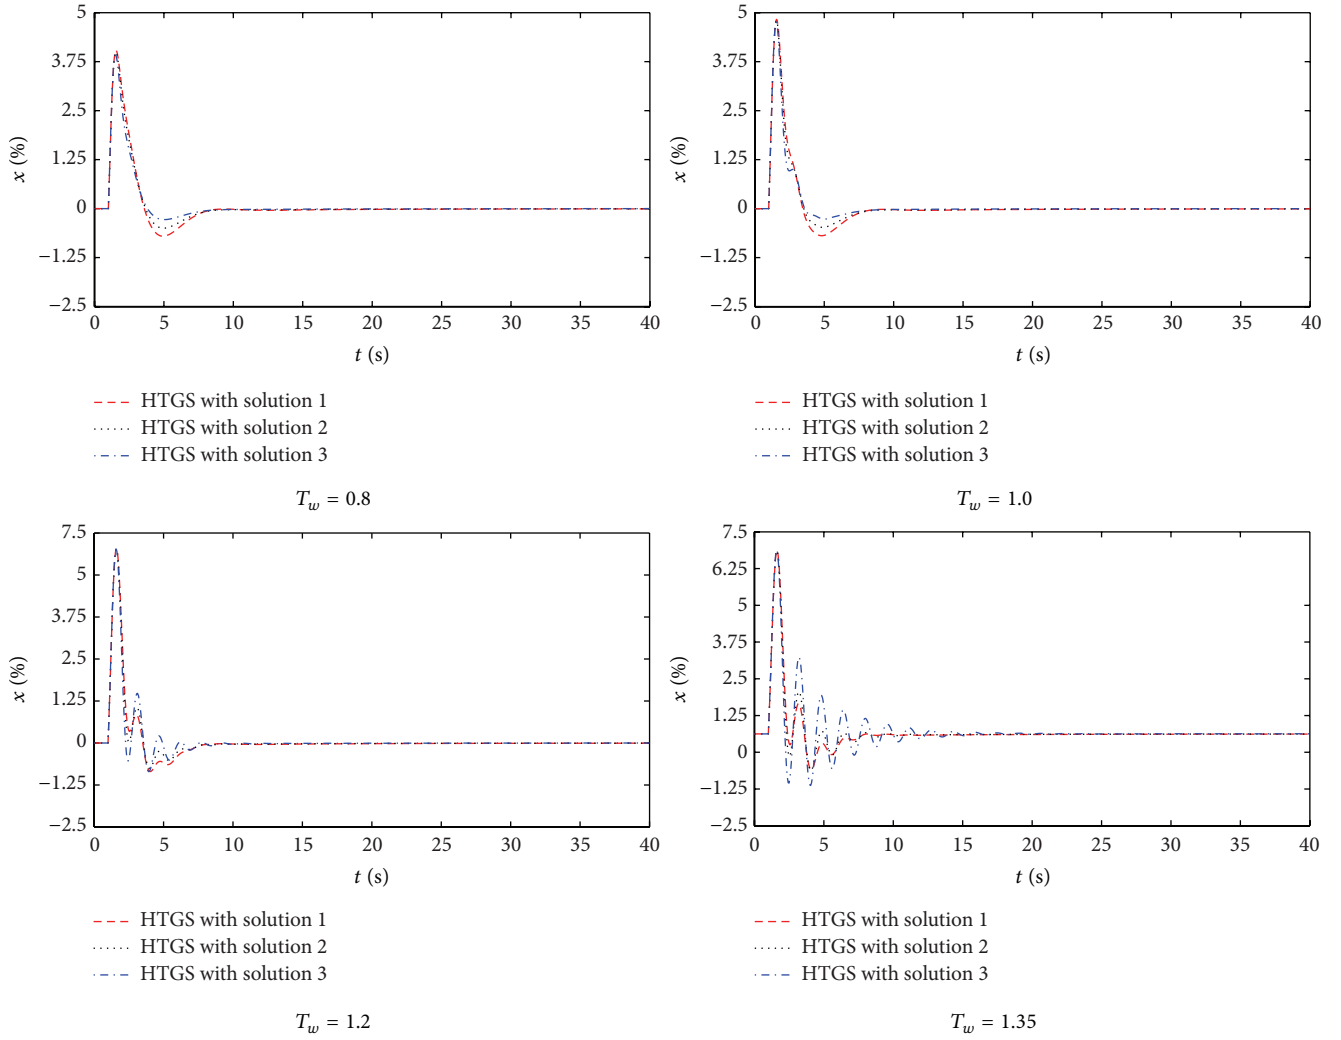 5
3.75
2.5
1.25
0
−1.25
−2.5
x (%)
0 5 10 15 20 25 30 35 40
t (s)
HTGS with solution 1
HTGS with solution 2
HTGS with solution 3
T_w = 0.8
5
3.75
2.5
1.25
0
−1.25
−2.5
x (%)
0 5 10 15 20 25 30 35 40
t (s)
HTGS with solution 1
HTGS with solution 2
HTGS with solution 3
T_w = 1.0
7.5
5
3.75
2.5
1.25
0
−1.25
−2.5
x (%)
0 5 10 15 20 25 30 35 40
t (s)
HTGS with solution 1
HTGS with solution 2
HTGS with solution 3
T_w = 1.2
7.5
6.25
5
3.75
2.5
1.25
0
−1.25
−2.5
x (%)
0 5 10 15 20 25 30 35 40
t (s)
HTGS with solution 1
HTGS with solution 2
HTGS with solution 3
T_w = 1.35